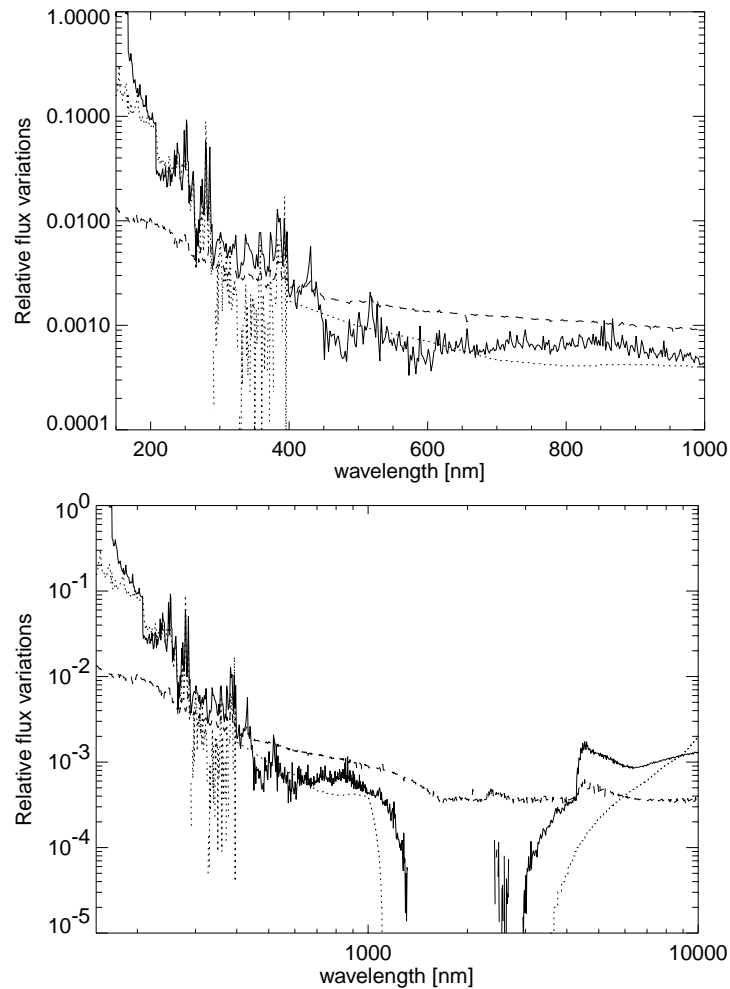 1.0000
0.1000
0.0100
0.0010
0.0001
Relative flux variations
200 400 600 800 1000
wavelength [nm]
10^0
10^-1
10^-2
10^-3
10^-4
10^-5
Relative flux variations
1000 10000
wavelength [nm]